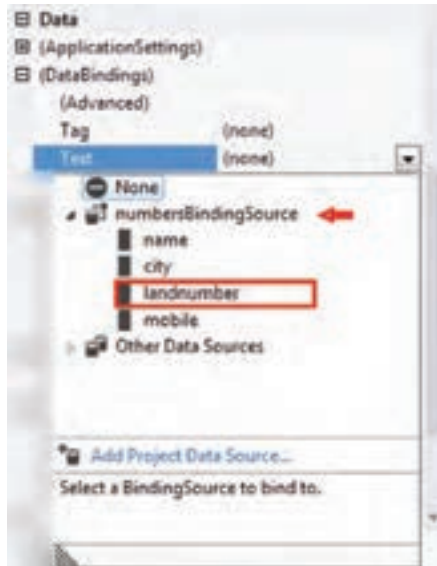 Data
(ApplicationSettings)
(DataBindings)
(Advanced)
Tag (none)
Text (none)
None
numbersBindingSource
name
city
landnumber
mobile
Other Data Sources
Add Project Data Source...
Select a BindingSource to bind to.